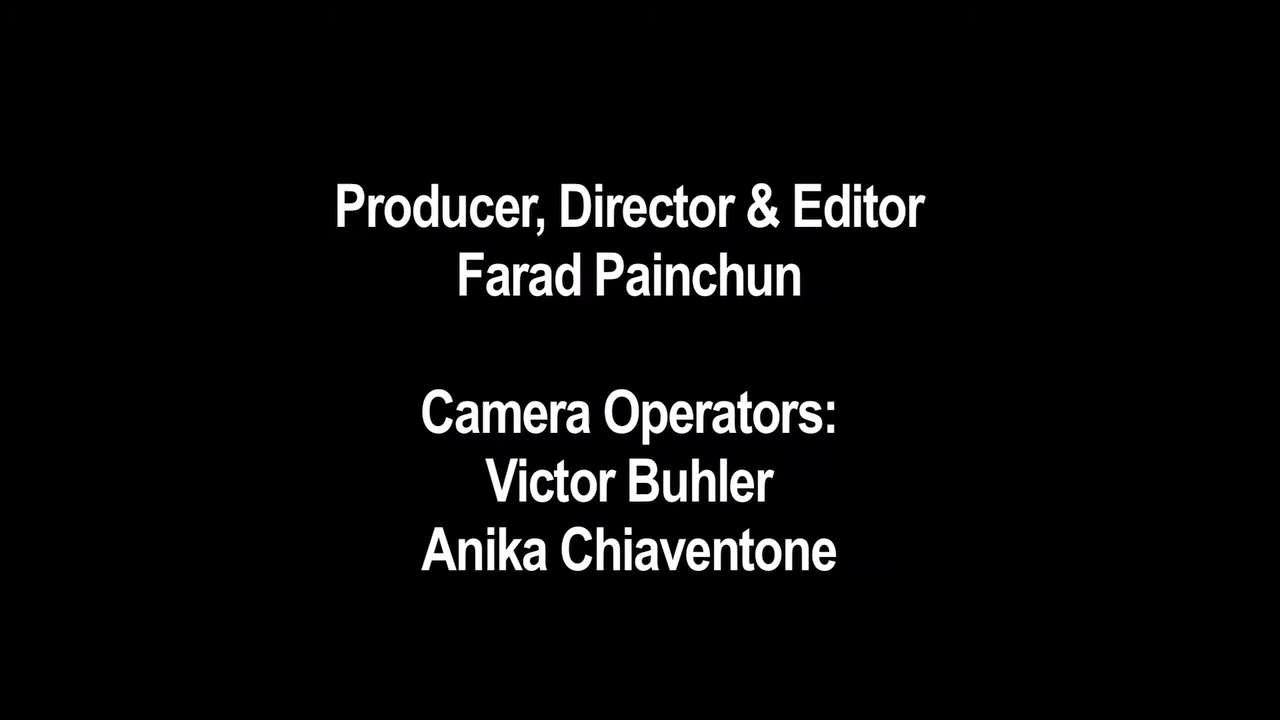 Producer, Director & Editor
Farad Painchun
Camera Operators:
Victor Buhler
Anika Chiaventone